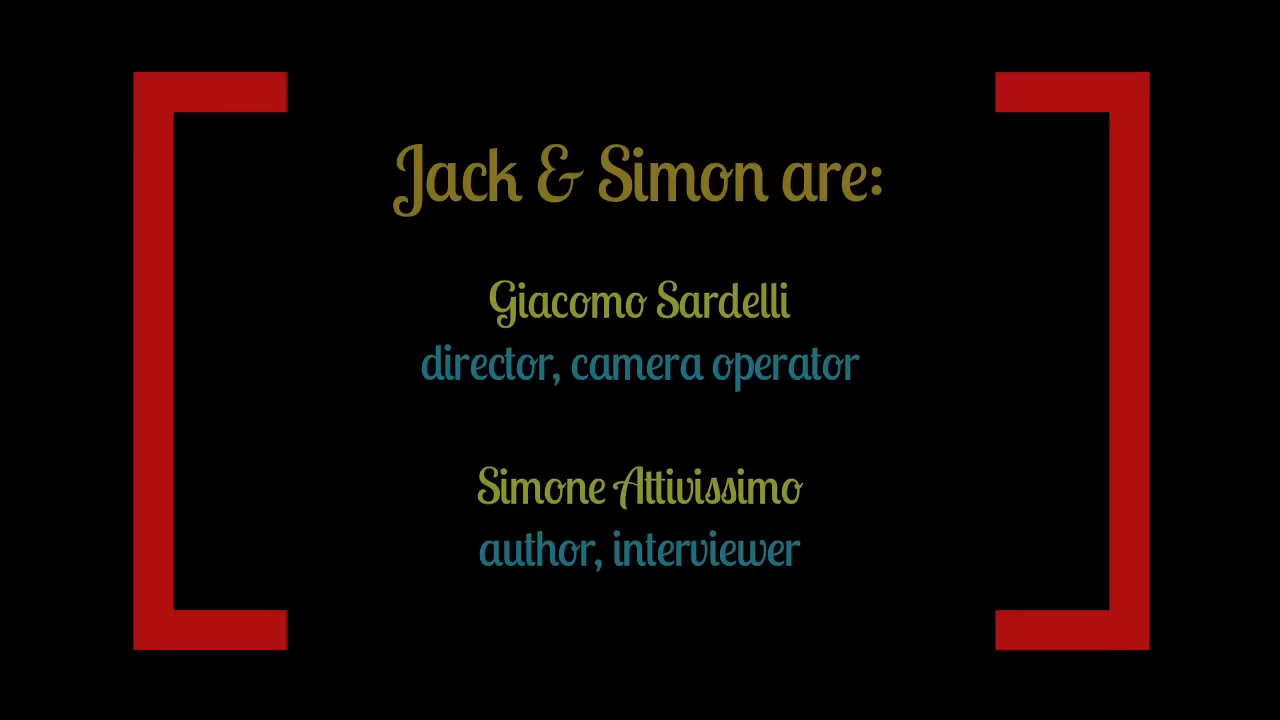 Jack & Simon are:
Giacomo Sardelli
director, camera operator
Simone Attivissimo
author, interviewer